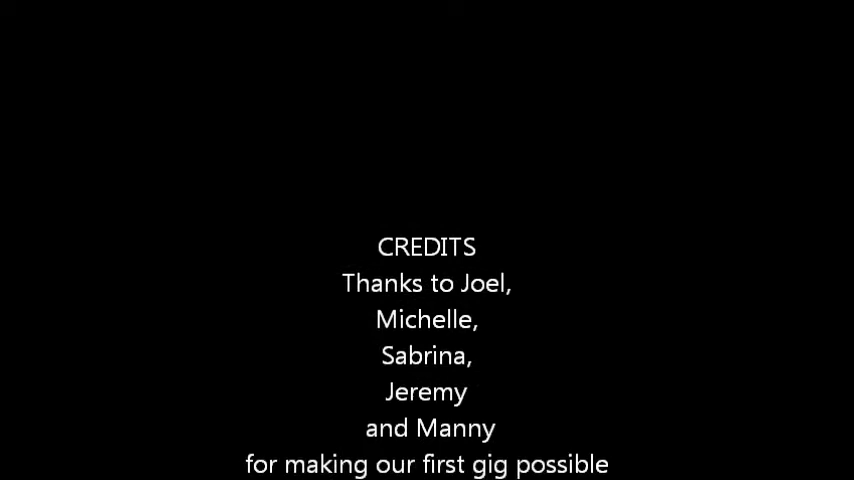 CREDITS
Thanks to Joel,
Michelle,
Sabrina,
Jeremy
and Manny
for making our first gig possible